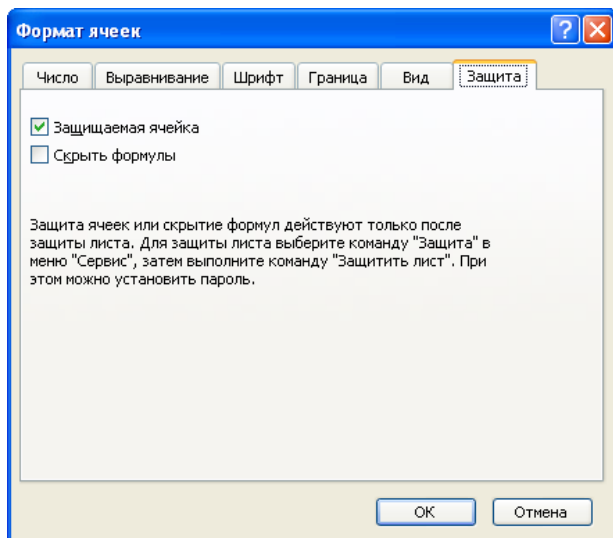 Формат ячеек
Число Выравнивание Шрифт Граница Вид Защита
Защищаемая ячейка
Скрыть формулы
Защита ячеек или скрытие формул действуют только после
защиты листа. Для защиты листа выберите команду "Защита" в
меню "Сервис", затем выполните команду "Защитить лист". При
этом можно установить пароль.
ОК Отмена